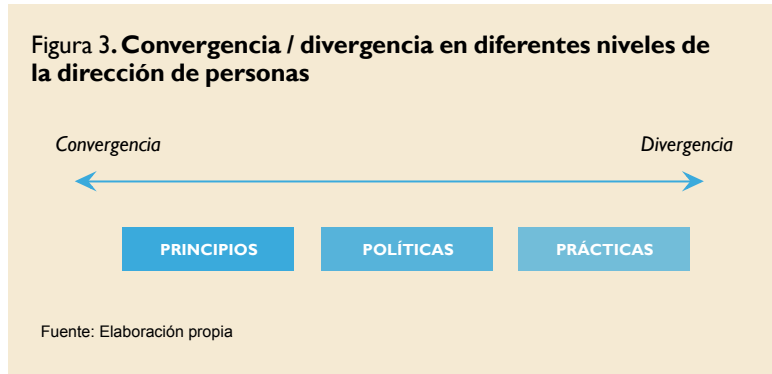 Figura 3. Convergencia / divergencia en diferentes niveles de
la dirección de personas
Convergencia
Divergencia
PRINCIPIOS
POLÍTICAS
PRÁCTICAS
Fuente: Elaboración propia